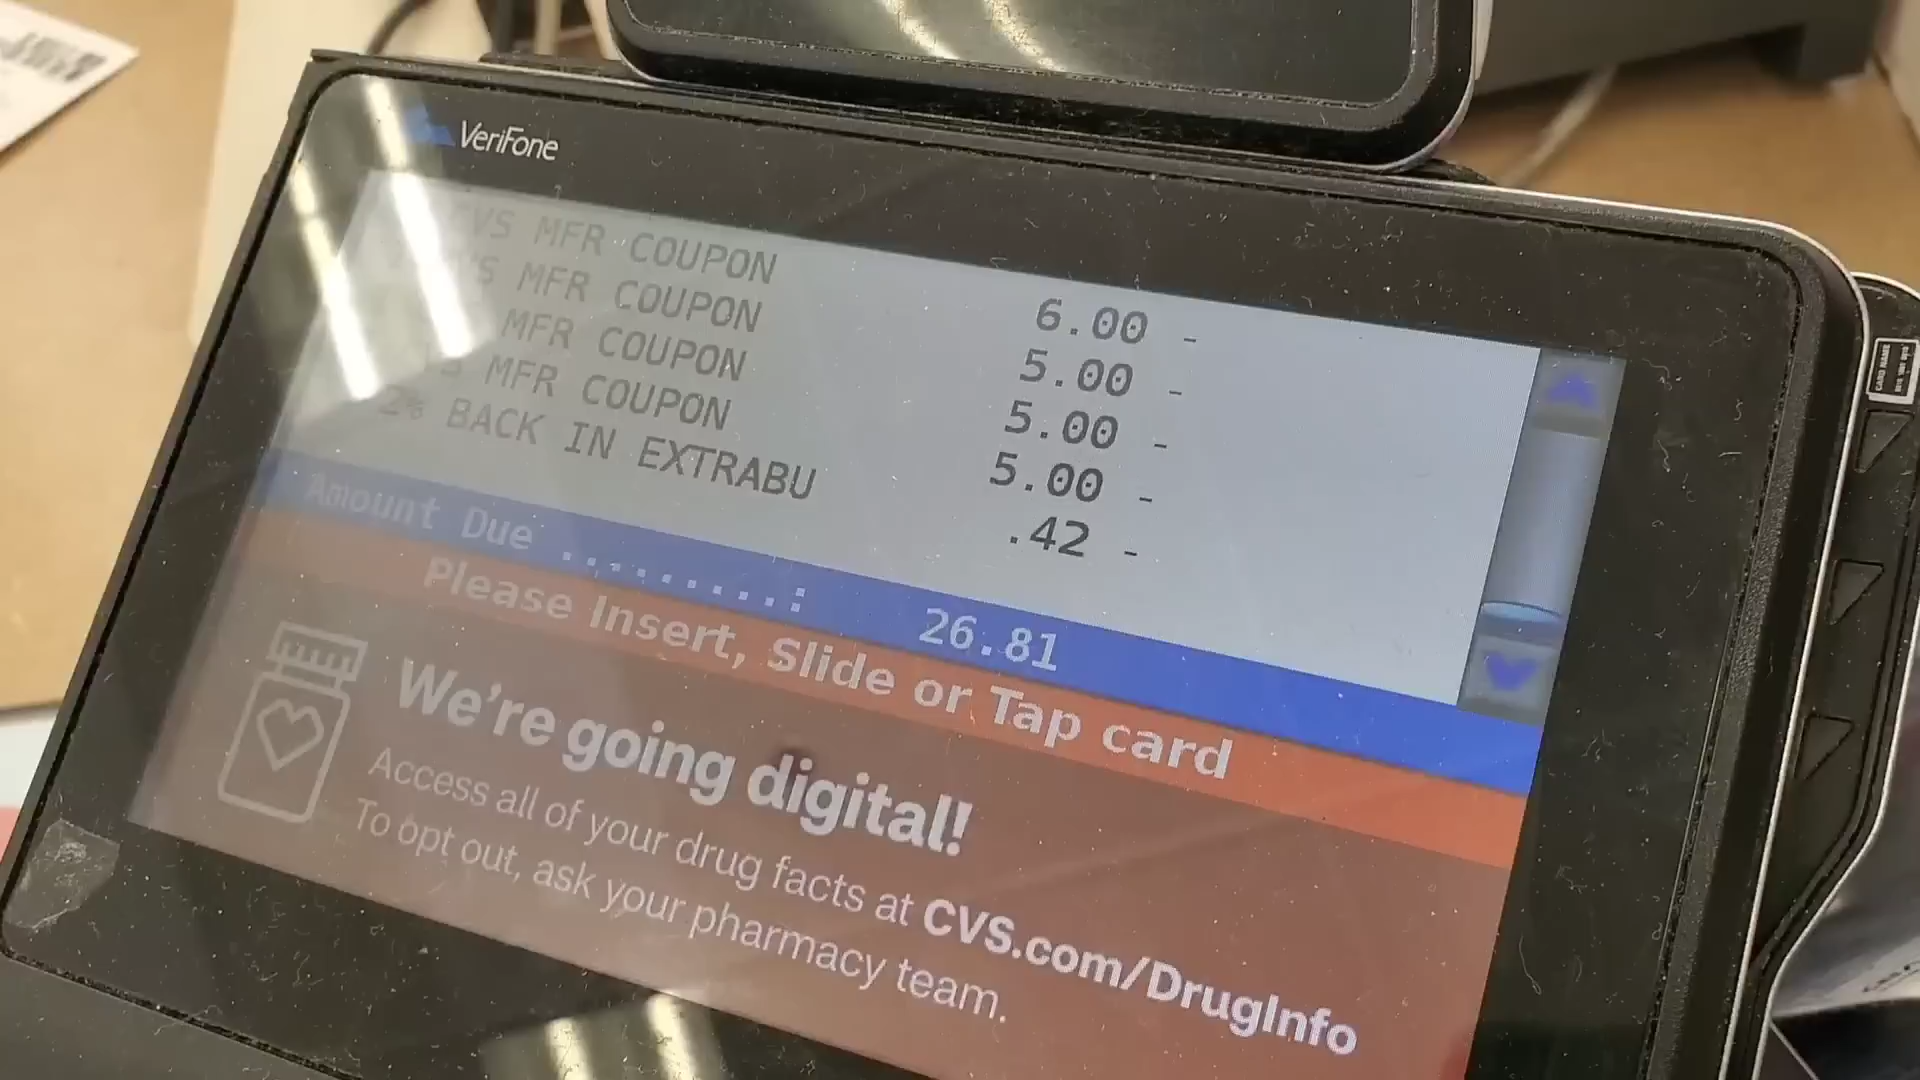 VeriFone
CVS MFR COUPON 6.00 -
MFR COUPON 5.00 -
MFR COUPON 5.00 -
MFR COUPON 5.00 -
2% BACK IN EXTRABU .42 -
Amount Due .........: 26.81
Please Insert, Slide or Tap card
We're going digital!
Access all of your drug facts at CVS.com/DrugInfo
To opt out, ask your pharmacy team.